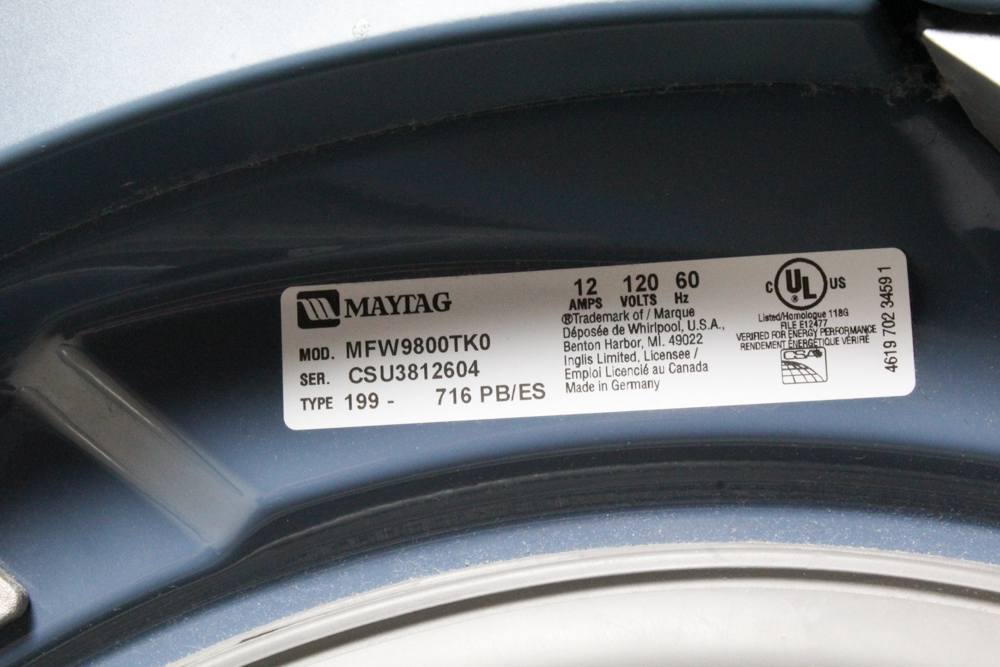 MAYTAG
MOD. MFW9800TK0
SER. CSU3812604
TYPE 199 - 716 PB/ES
12 120 60
AMPS VOLTS Hz
®Trademark of / Marque
Déposée de Whirlpool, U.S.A.,
Benton Harbor, MI. 49022
Inglis Limited, Licensee /
Emploi Licencié au Canada
Made in Germany
C UL US
®
Listed/Homologue 118G
FILE E12477
VERIFIED FOR ENERGY PERFORMANCE
RENDEMENT ÉNERGÉTIQUE VÉRIFIÉ
CSA
4619 702 34591